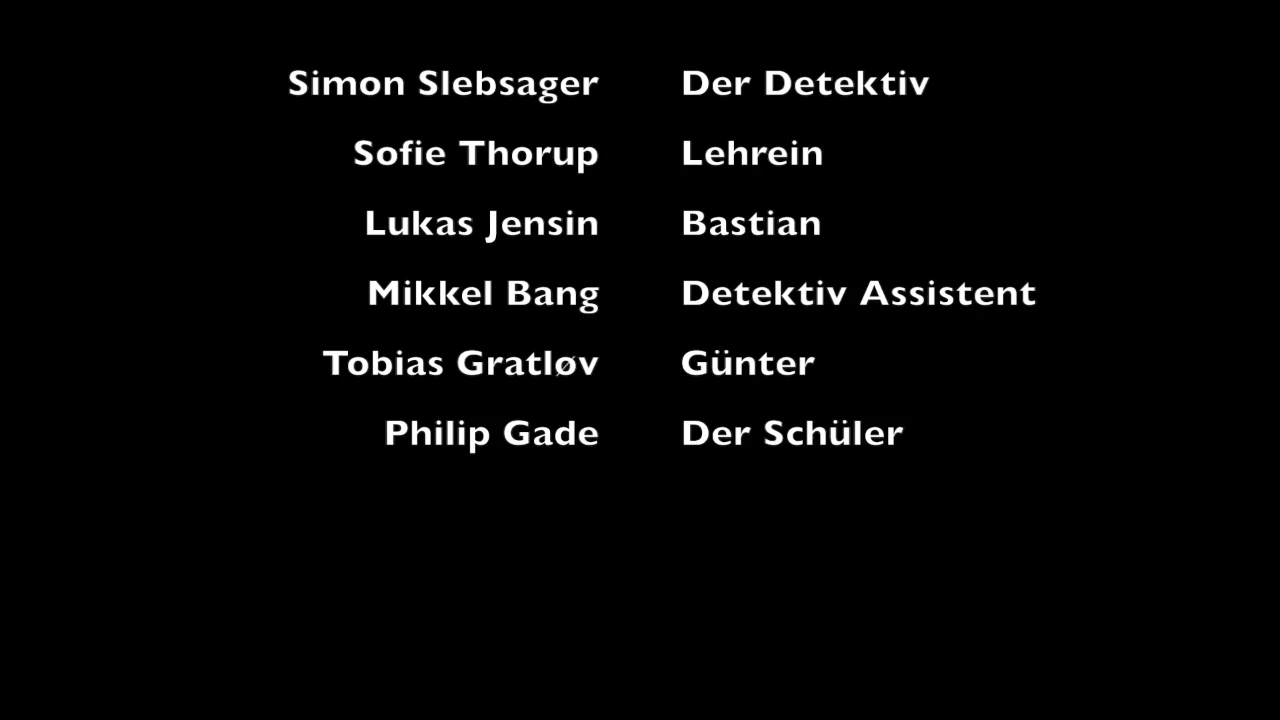 Simon Slebsager Der Detektiv
Sofie Thorup Lehrein
Lukas Jensin Bastian
Mikkel Bang Detektiv Assistent
Tobias Gratløv Günter
Philip Gade Der Schüler